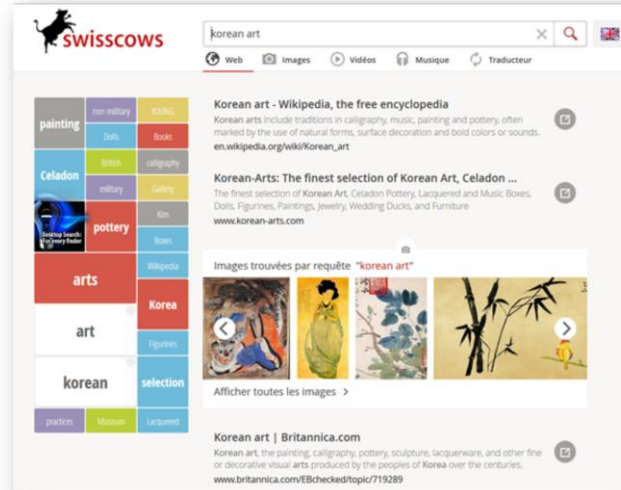 swisscows
korean art
Web Images Vidéos Musique Traducteur
painting non-military YOUNG
Dolls Books
Celadon British calligraphy
military Gallery
Desktop Search:
For every finder
pottery Kim
Boxes
arts Wikipedia
Korea
art
Figurines
korean selection
practices Museum Lacquered
Korean art - Wikipedia, the free encyclopedia
Korean arts include traditions in calligraphy, music, painting and pottery, often
marked by the use of natural forms, surface decoration and bold colors or sounds.
en.wikipedia.org/wiki/Korean_art
Korean-Arts: The finest selection of Korean Art, Celadon ...
The finest selection of Korean Art, Celadon Pottery, Lacquered and Music Boxes,
Dolls, Figurines, Paintings, Jewelry, Wedding Ducks, and Furniture
www.korean-arts.com
Images trouvées par requête "korean art"
Afficher toutes les images >
Korean art | Britannica.com
Korean art, the painting, calligraphy, pottery, sculpture, lacquerware, and other fine
or decorative visual arts produced by the peoples of Korea over the centuries.
www.britannica.com/EBchecked/topic/719289